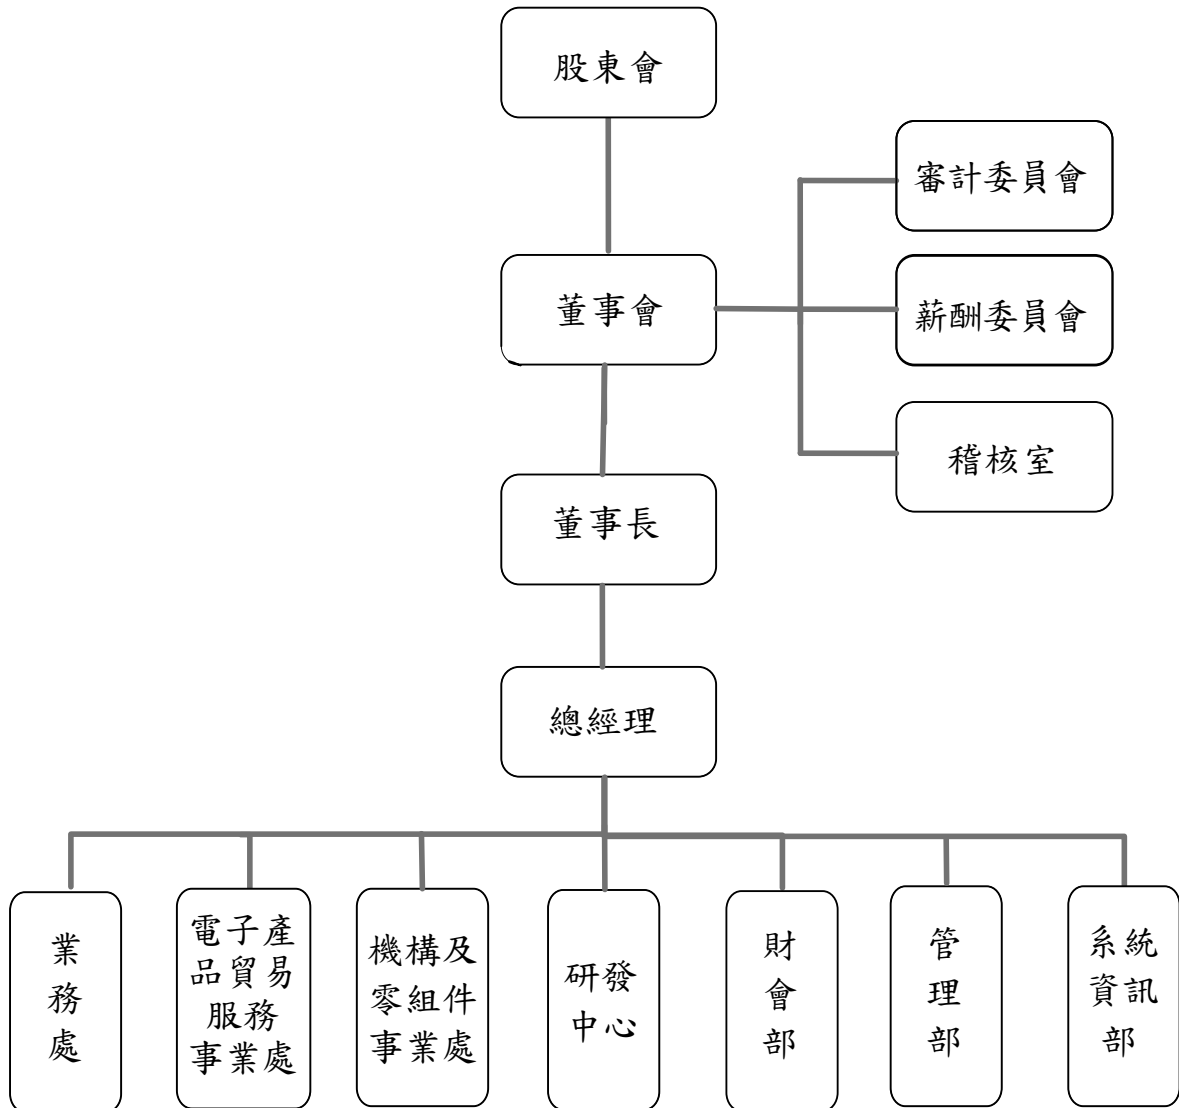 股東會
審計委員會
董事會
薪酬委員會
稽核室
董事長
總經理
業
務
處
電子產
品貿易
服務
事業處
機構及
零組件
事業處
研發
中心
財
會
部
管
理
部
系統
資訊
部